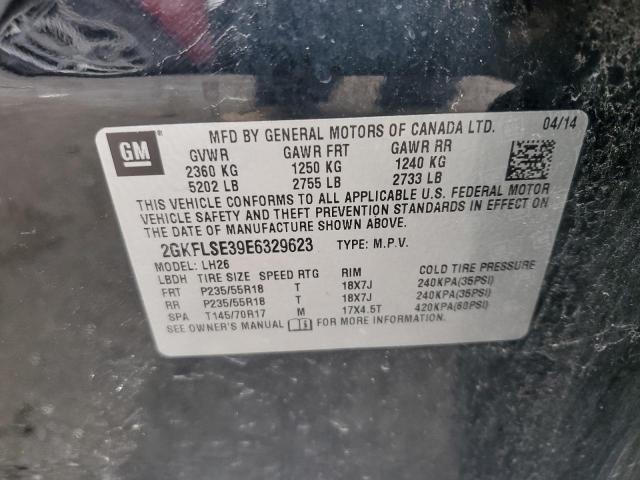 GM
MFD BY GENERAL MOTORS OF CANADA LTD. 04/14
GVWR GAWR FRT GAWR RR
2360 KG 1250 KG 1240 KG
5202 LB 2755 LB 2733 LB
THIS VEHICLE CONFORMS TO ALL APPLICABLE U.S. FEDERAL MOTOR
VEHICLE SAFETY AND THEFT PREVENTION STANDARDS IN EFFECT ON
THE DATE OF MANUFACTURE SHOWN ABOVE.
2GKFLSE39E6329623 TYPE: M.P.V.
MODEL: LH26
LBDH TIRE SIZE SPEED RTG RIM COLD TIRE PRESSURE
FRT P235/55R18 T 18X7J 240KPA(35PSI)
RR P235/55R18 T 18X7J 240KPA(35PSI)
SPA T145/70R17 M 17X4.5T 420KPA(60PSI)
SEE OWNER'S MANUAL FOR MORE INFORMATION.